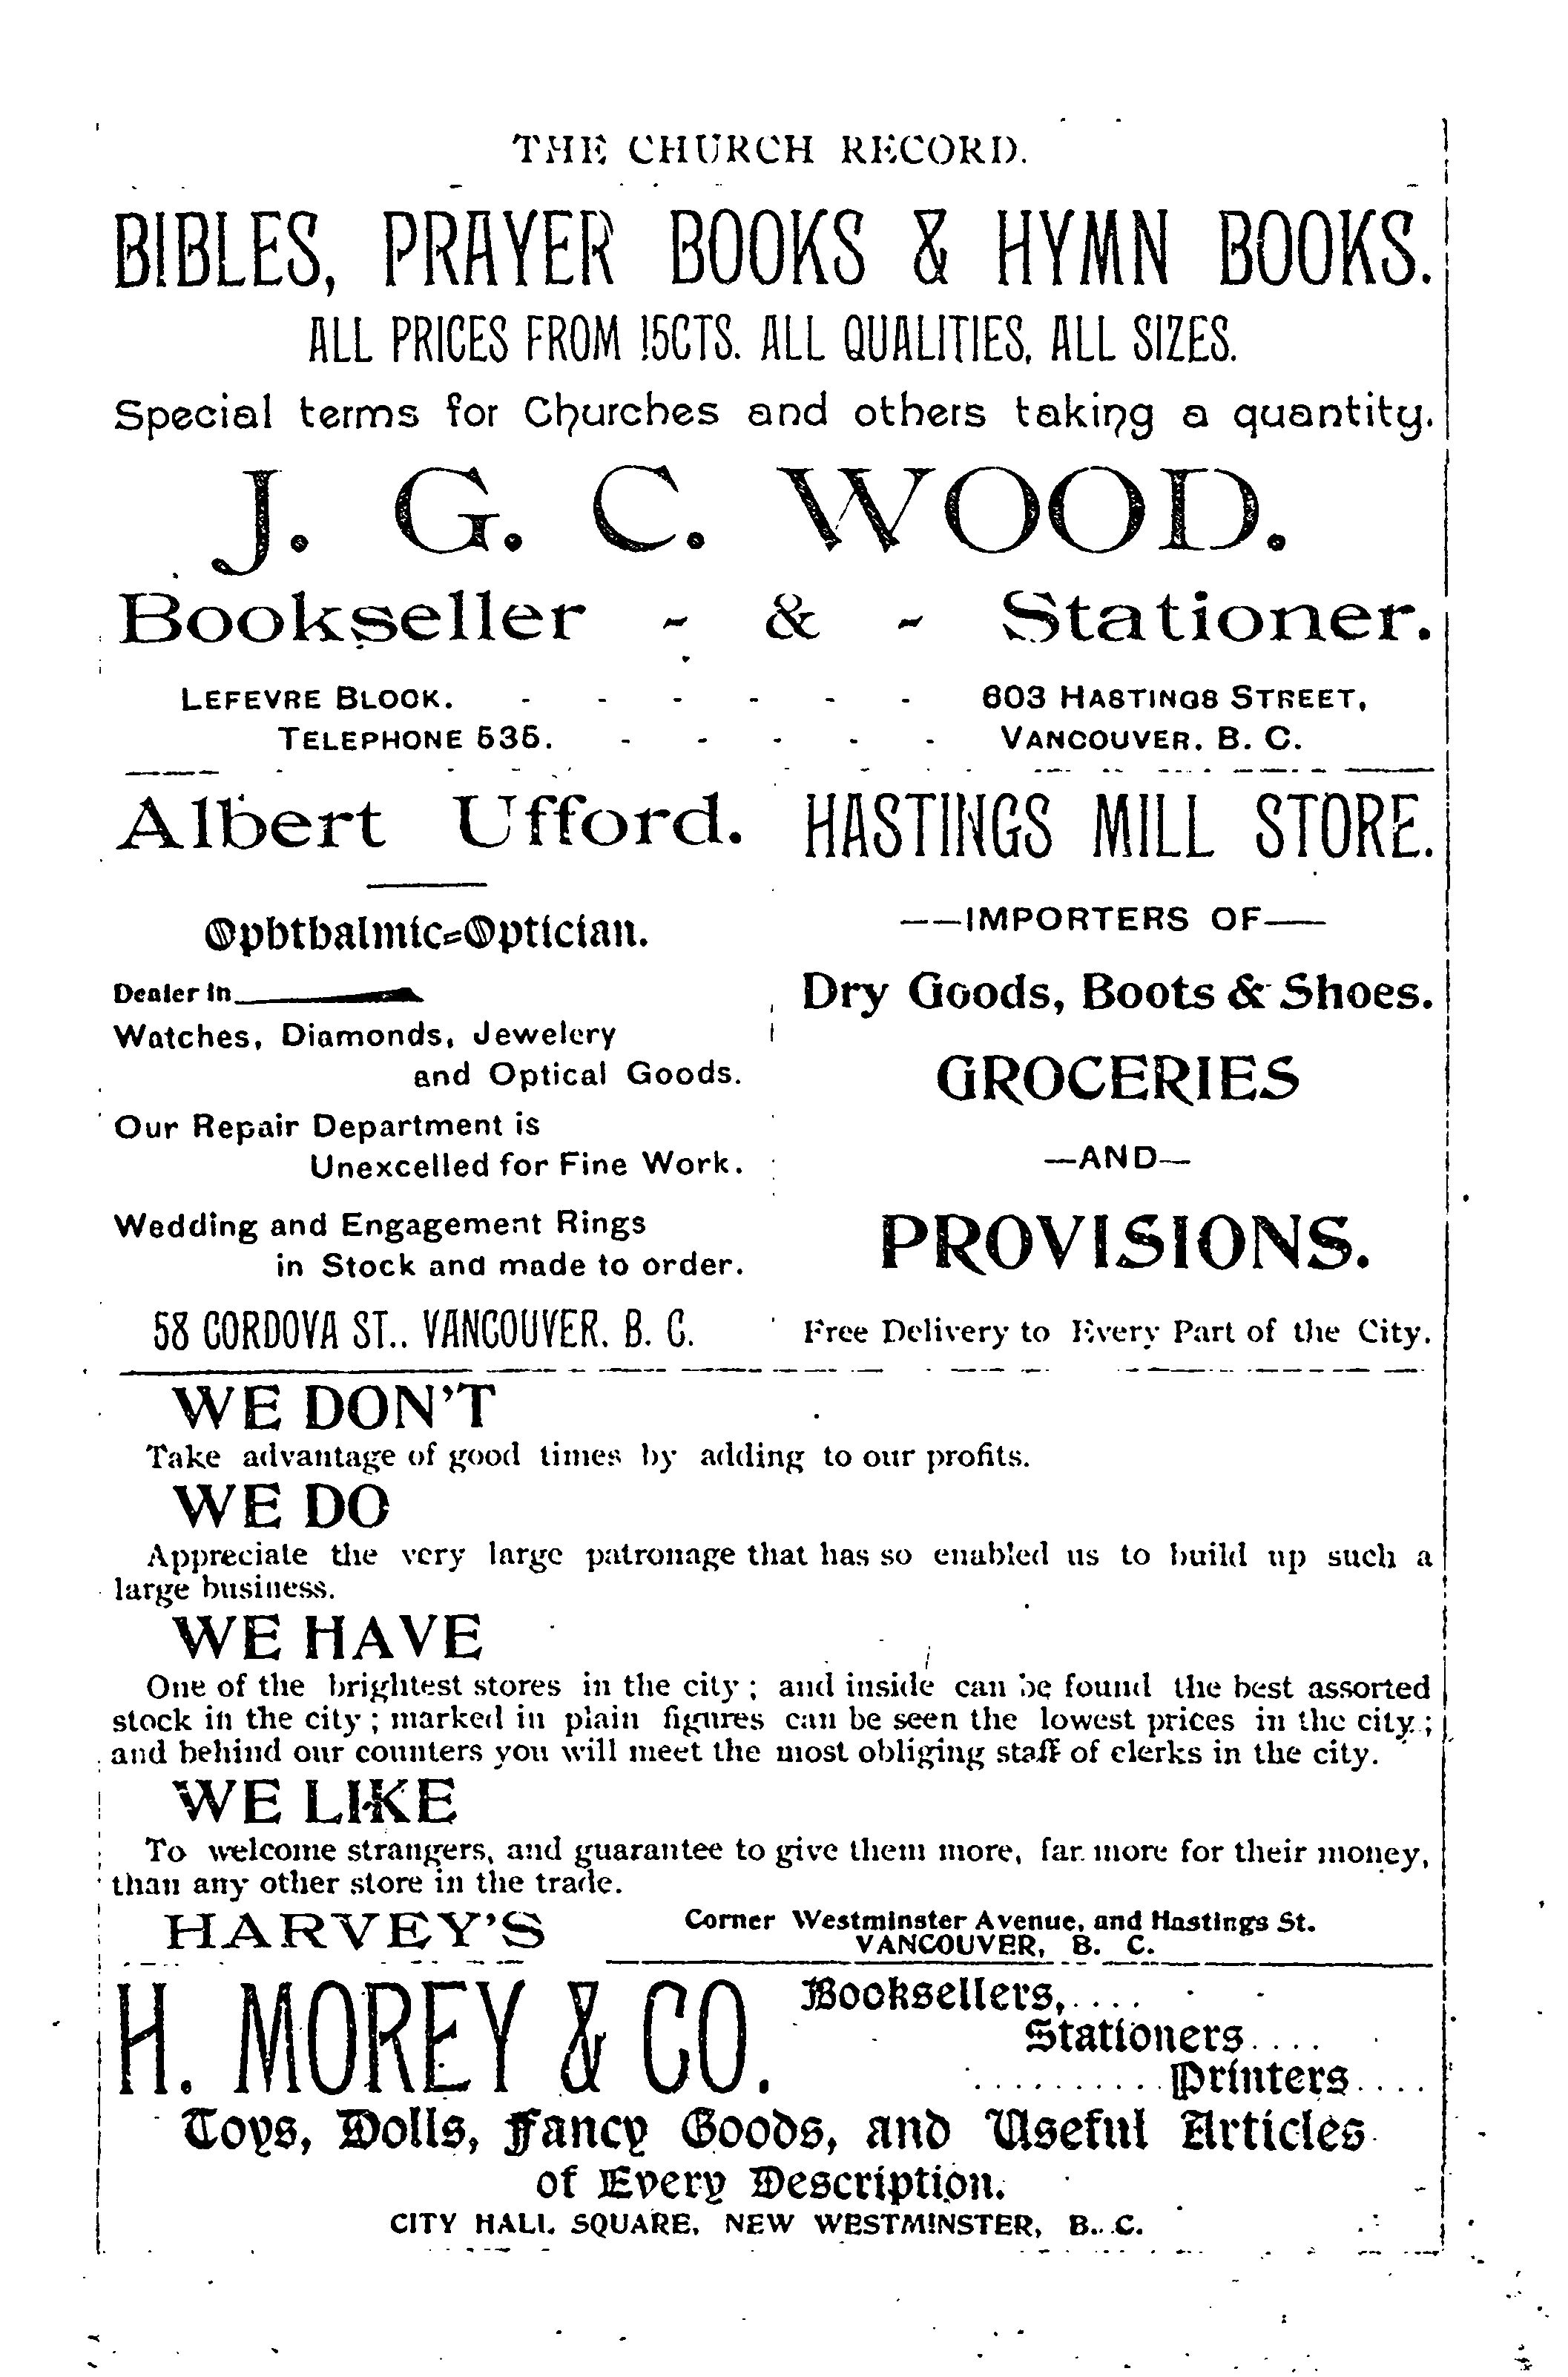 THE CHURCH RECORD.
BIBLES, PRAYER BOOKS & HYMN BOOKS.
ALL PRICES FROM 15CTS. ALL QUALITIES, ALL SIZES.
Special terms for Churches and others taking a quantity.
J. G. C. WOOD.
Bookseller - & - Stationer.
LEFEVRE BLOCK. - - - - - - 603 HASTINGS STREET,
TELEPHONE 535. - - - - - VANCOUVER, B. C.
Albert Ufford.
Ophthalmic=Optician.
Dealer in
Watches, Diamonds, Jewelery
and Optical Goods.
Our Repair Department is
Unexcelled for Fine Work.
Wedding and Engagement Rings
in Stock and made to order.
58 CORDOVA ST., VANCOUVER, B. C.
HASTINGS MILL STORE.
——IMPORTERS OF——
Dry Goods, Boots & Shoes.
GROCERIES
—AND—
PROVISIONS.
Free Delivery to Every Part of the City.
WE DON'T
Take advantage of good times by adding to our profits.
WE DO
Appreciate the very large patronage that has so enabled us to build up such a
large business.
WE HAVE
One of the brightest stores in the city; and inside can be found the best assorted
stock in the city; marked in plain figures can be seen the lowest prices in the city;
and behind our counters you will meet the most obliging staff of clerks in the city.
WE LIKE
To welcome strangers, and guarantee to give them more, far more for their money,
than any other store in the trade.
HARVEY'S
Corner Westminster Avenue, and Hastings St.
VANCOUVER, B. C.
H. MOREY & CO.
Booksellers,....
Stationers....
..........Printers....
Toys, Dolls, Fancy Goods, and Useful Articles
of Every Description.
CITY HALL SQUARE, NEW WESTMINSTER, B. C.